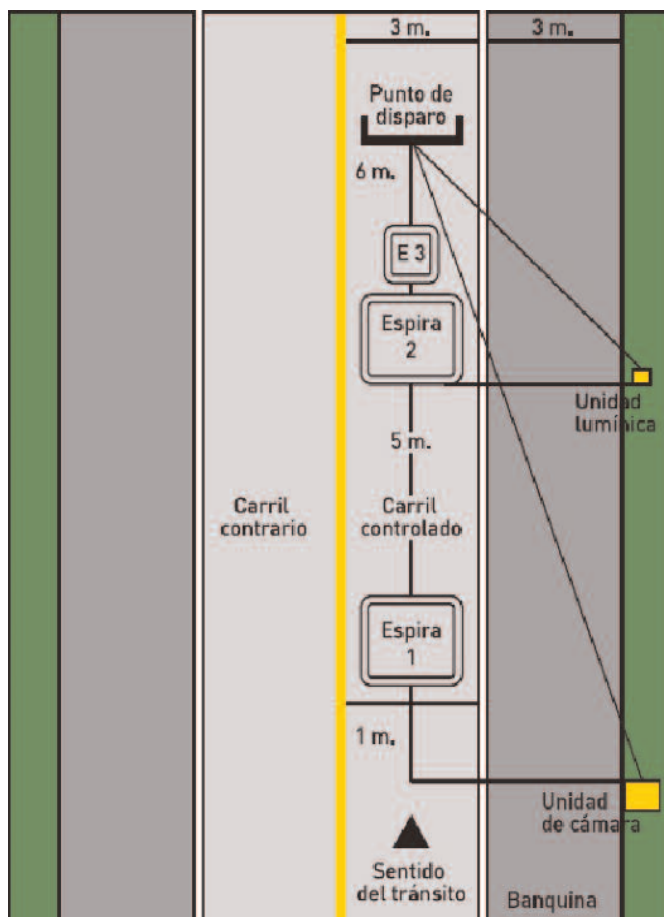 3 m.
3 m.
Punto de
disparo
6 m.
E 3
Espira
2
Unidad
lumínica
5 m.
Carril
contrario
Carril
controlado
Espira
1
1 m.
Unidad
de cámara
Sentido
del tránsito
Banquina